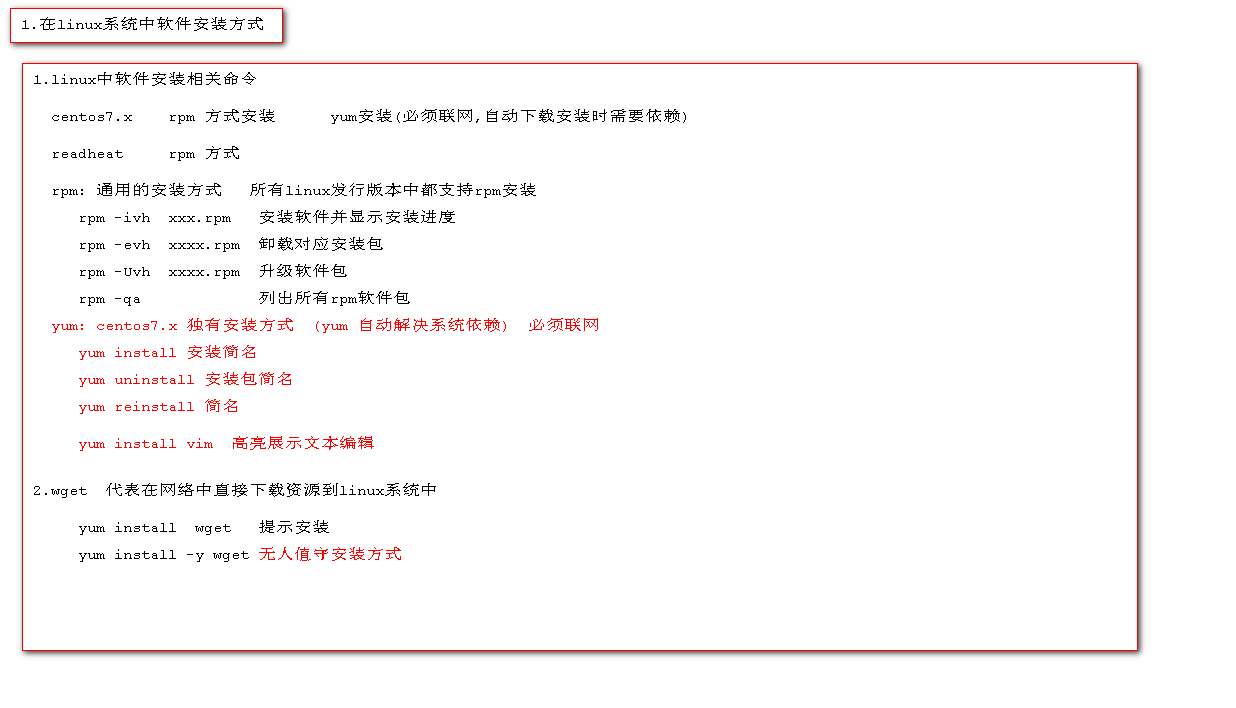 1.在linux系统中软件安装方式
1.linux中软件安装相关命令
centos7.x    rpm 方式安装      yum安装(必须联网,自动下载安装时需要依赖)
readheat     rpm 方式
rpm: 通用的安装方式   所有linux发行版本中都支持rpm安装
rpm -ivh  xxx.rpm   安装软件并显示安装进度
rpm -evh  xxxx.rpm  卸载对应安装包
rpm -Uvh  xxxx.rpm  升级软件包
rpm -qa             列出所有rpm软件包
yum: centos7.x 独有安装方式  (yum 自动解决系统依赖)  必须联网
yum install 安装简名
yum uninstall 安装包简名
yum reinstall 简名
yum install vim  高亮展示文本编辑
2.wget  代表在网络中直接下载资源到linux系统中
yum install  wget   提示安装
yum install -y wget 无人值守安装方式